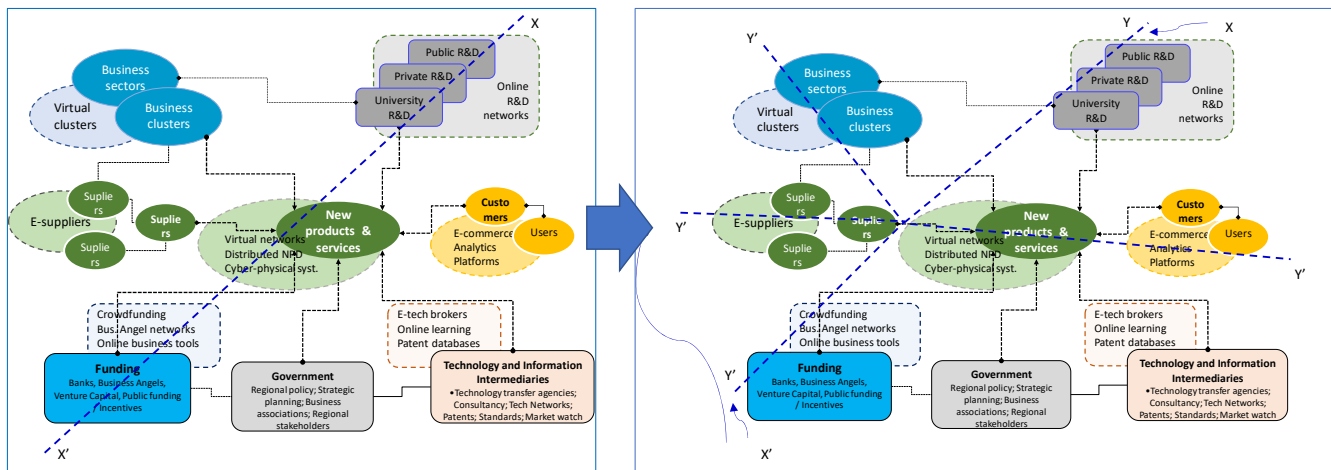 X
Public R&D
Private R&D
University
R&D
Online
R&D
networks
Business
sectors
Virtual
clusters
Business
clusters
Suplie
rs
E-suppliers
Suplie
rs
Suplie
rs
New
products &
services
Virtual networks
Distributed NPD
Cyber-physical syst.
Custo
mers
E-commerce
Analytics
Platforms
Users
Crowdfunding
Bus. Angel networks
Online business tools
E-tech brokers
Online learning
Patent databases
Funding
Banks, Business Angels,
Venture Capital, Public funding
/ Incentives
Government
Regional policy; Strategic
planning; Business
associations; Regional
stakeholders
Technology and Information
Intermediaries
•Technology transfer agencies;
Consultancy; Tech Networks;
Patents; Standards; Market watch
X'
Y
X
Y'
Public R&D
Private R&D
University
R&D
Online
R&D
networks
Business
sectors
Virtual
clusters
Business
clusters
Y'
Suplie
rs
E-suppliers
Suplie
rs
Suplie
rs
New
products &
services
Virtual networks
Distributed NPD
Cyber-physical syst.
Custo
mers
E-commerce
Analytics
Platforms
Users
Y'
Crowdfunding
Bus. Angel networks
Online business tools
E-tech brokers
Online learning
Patent databases
Y'
Funding
Banks, Business Angels,
Venture Capital, Public funding
/ Incentives
Government
Regional policy; Strategic
planning; Business
associations; Regional
stakeholders
Technology and Information
Intermediaries
•Technology transfer agencies;
Consultancy; Tech Networks;
Patents; Standards; Market watch
X'